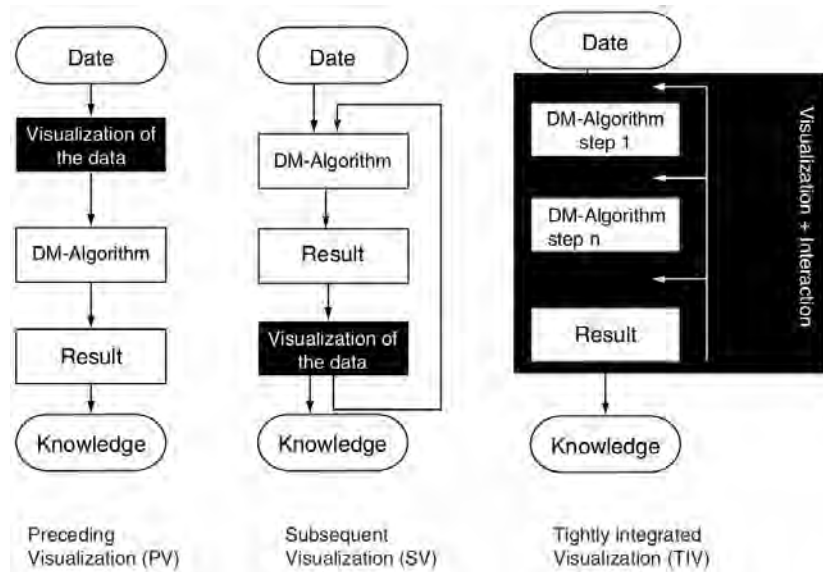 Date
Visualization of
the data
DM-Algorithm
Result
Knowledge
Preceding
Visualization (PV)
Date
DM-Algorithm
Result
Visualization of
the data
Knowledge
Subsequent
Visualization (SV)
Date
DM-Algorithm
step 1
DM-Algorithm
step n
Result
Visualization + Interaction
Knowledge
Tightly integrated
Visualization (TIV)